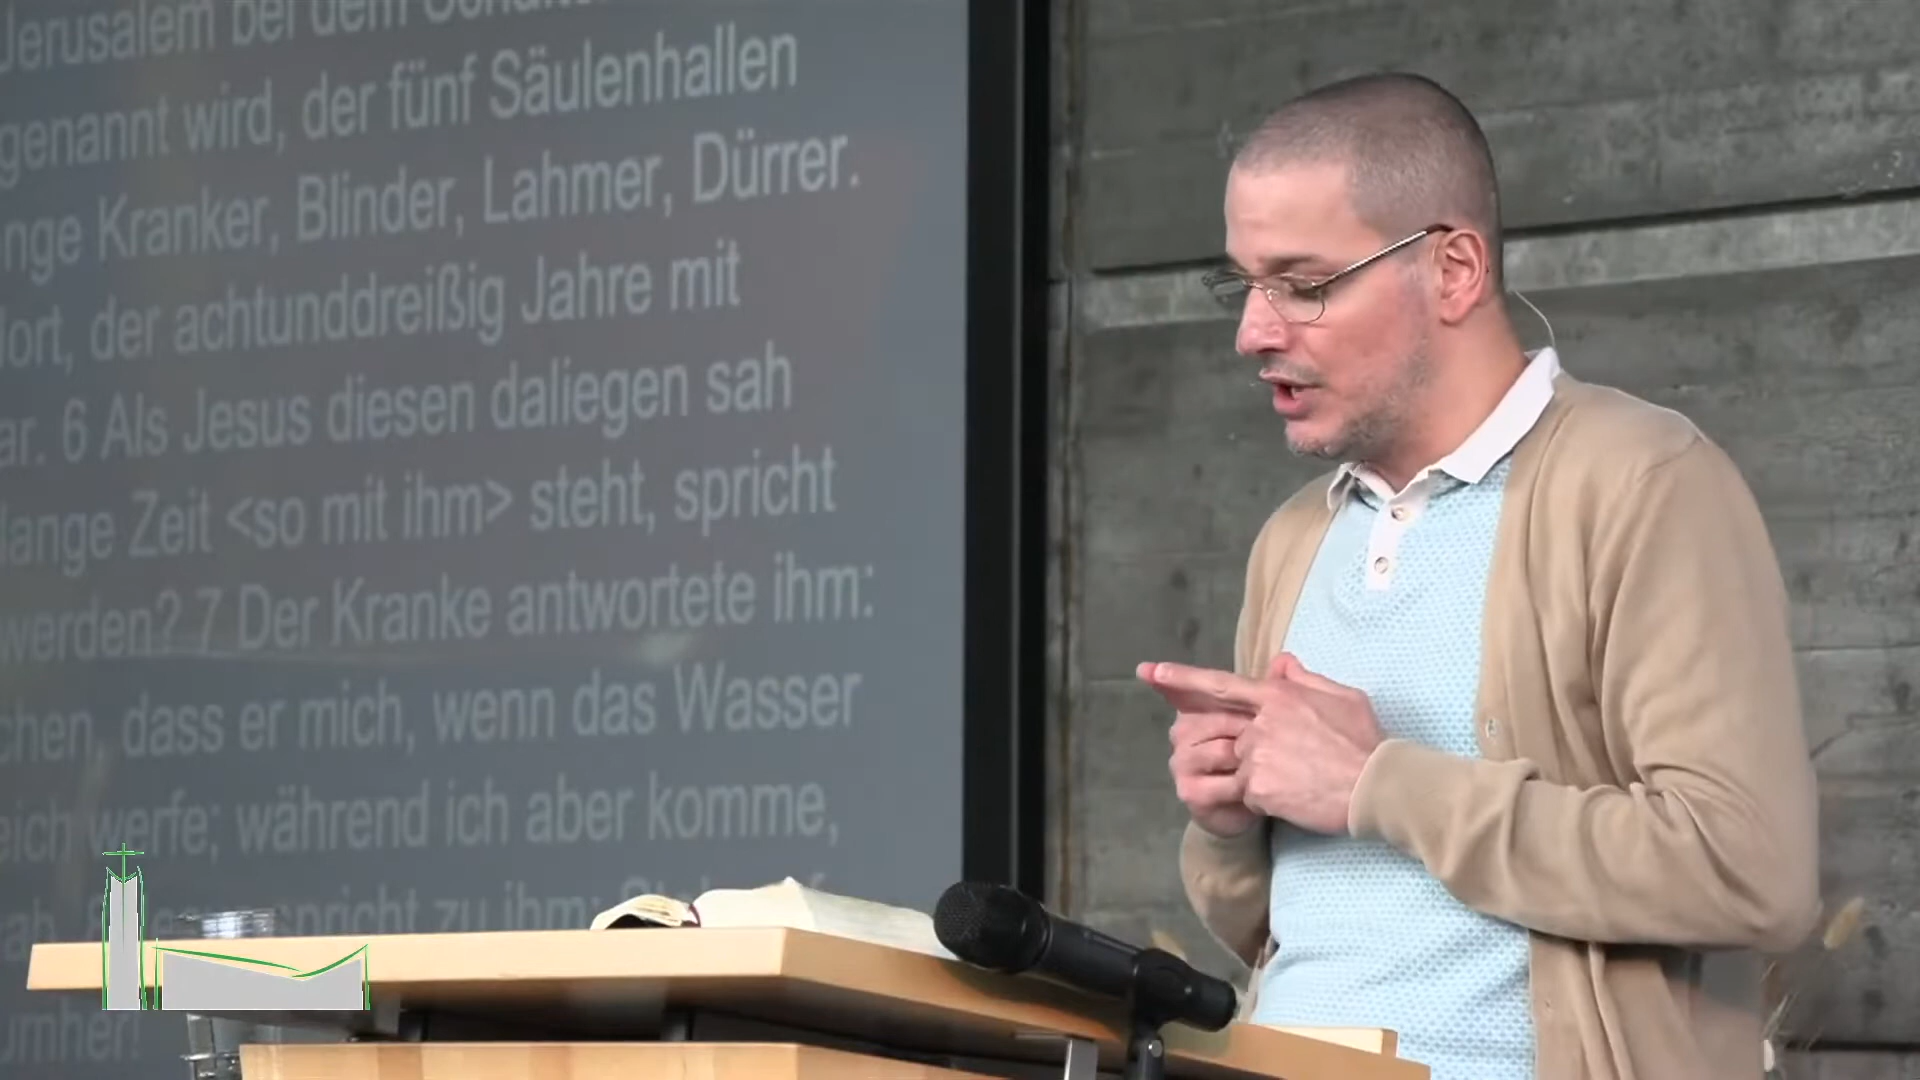 Jerusalem bei dem
genannt wird, der fünf Säulenhallen
nge Kranker, Blinder, Lahmer, Dürrer.
dort, der achtunddreißig Jahre mit
ar. 6 Als Jesus diesen daliegen sah
lange Zeit <so mit ihm> steht, spricht
werden? 7 Der Kranke antwortete ihm:
chen, dass er mich, wenn das Wasser
eich werfe; während ich aber komme,
spricht zu ihm:
umher!